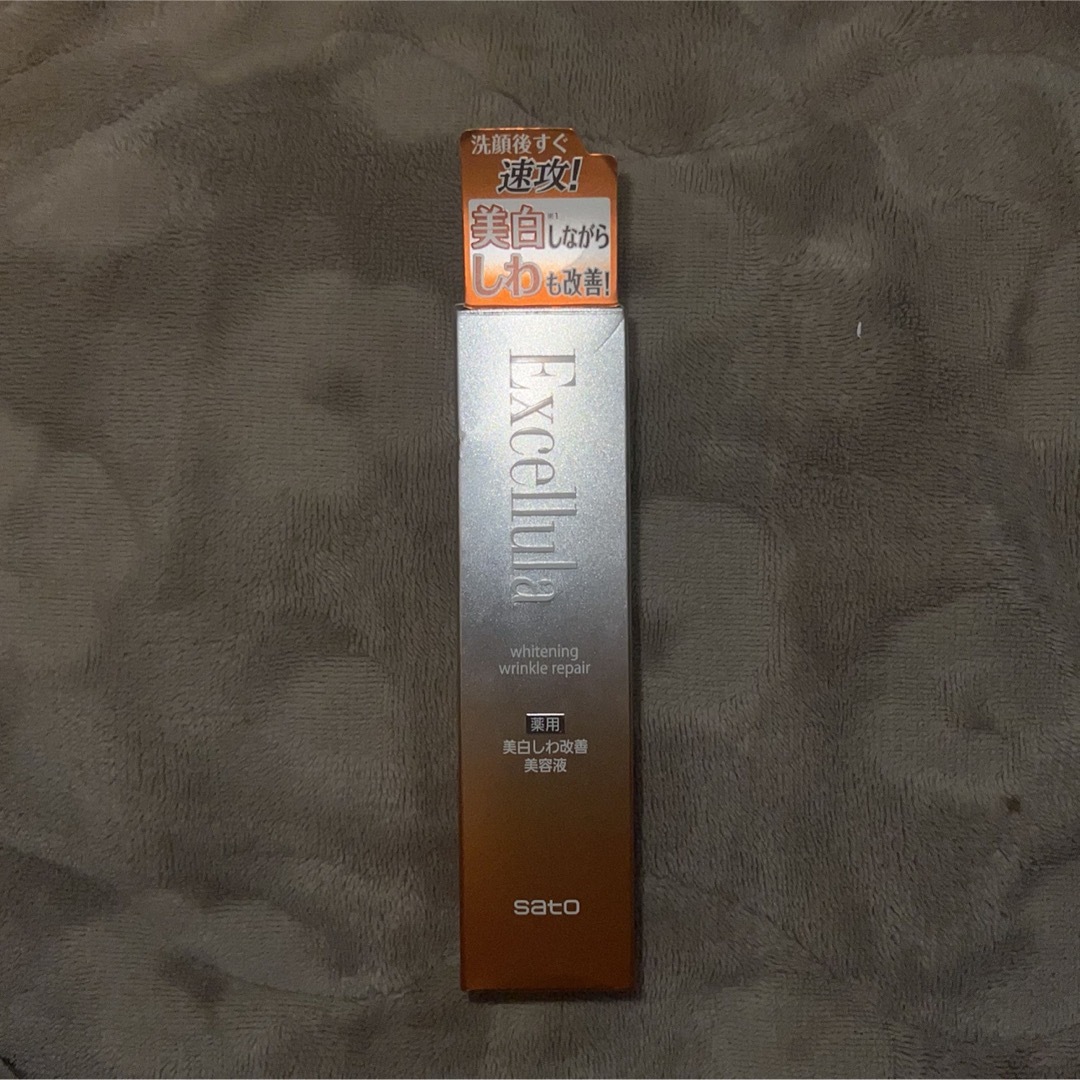 洗顔後すぐ
速攻!
美白※1しながら
しわも改善!
Excellula
whitening
wrinkle repair
薬用
美白しわ改善
美容液
sato